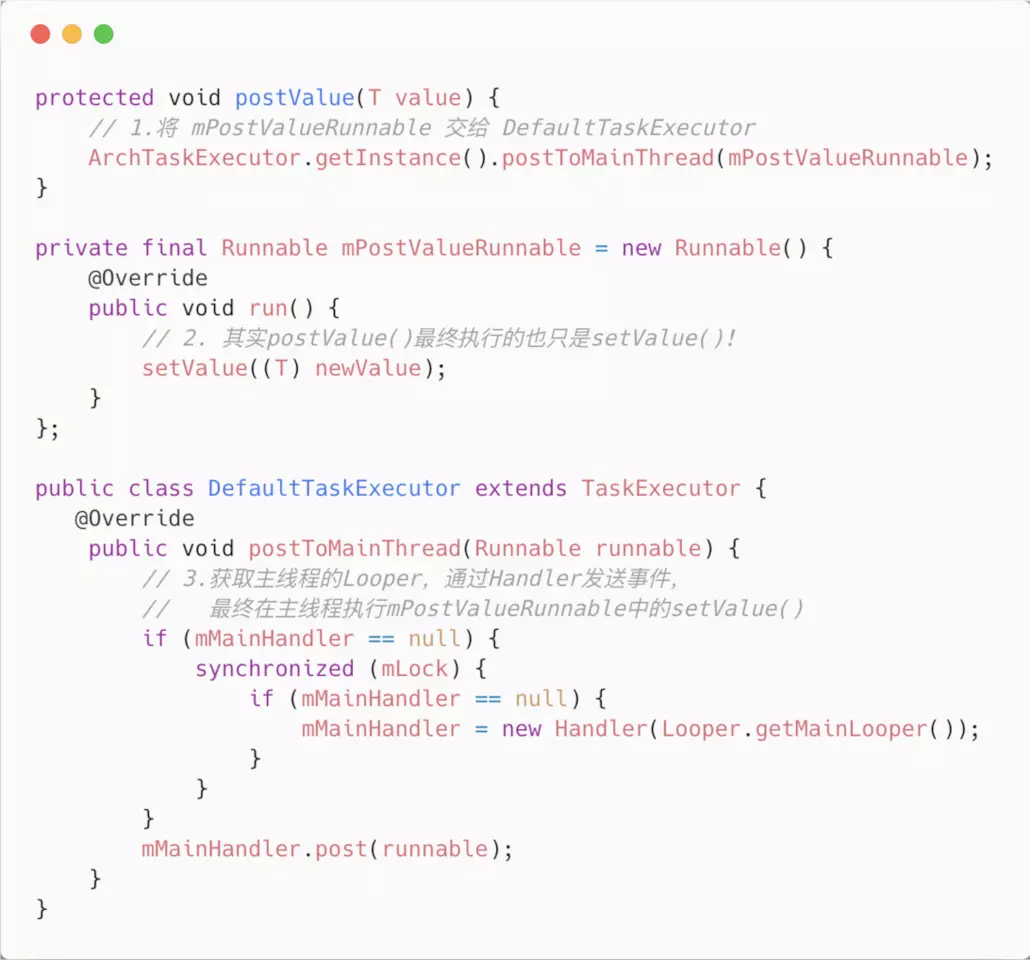 protected void postValue(T value) {
    // 1.将 mPostValueRunnable 交给 DefaultTaskExecutor
    ArchTaskExecutor.getInstance().postToMainThread(mPostValueRunnable);
}

private final Runnable mPostValueRunnable = new Runnable() {
    @Override
    public void run() {
        // 2. 其实postValue()最终执行的也只是setValue()!
        setValue((T) newValue);
    }
};

public class DefaultTaskExecutor extends TaskExecutor {
   @Override
    public void postToMainThread(Runnable runnable) {
        // 3.获取主线程的Looper，通过Handler发送事件，
        //   最终在主线程执行mPostValueRunnable中的setValue()
        if (mMainHandler == null) {
            synchronized (mLock) {
                if (mMainHandler == null) {
                    mMainHandler = new Handler(Looper.getMainLooper());
                }
            }
        }
        mMainHandler.post(runnable);
    }
}